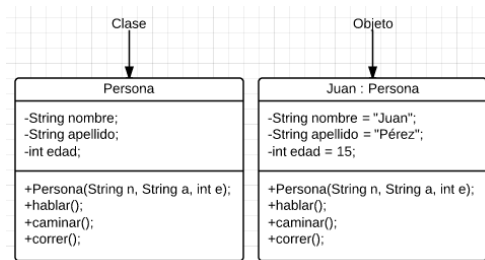 Clase
Persona
-String nombre;
-String apellido;
-int edad;
+Persona(String n, String a, int e);
+hablar();
+caminar();
+correr();
Objeto
Juan : Persona
-String nombre = "Juan";
-String apellido = "Pérez";
-int edad = 15;
+Persona(String n, String a, int e);
+hablar();
+caminar();
+correr();